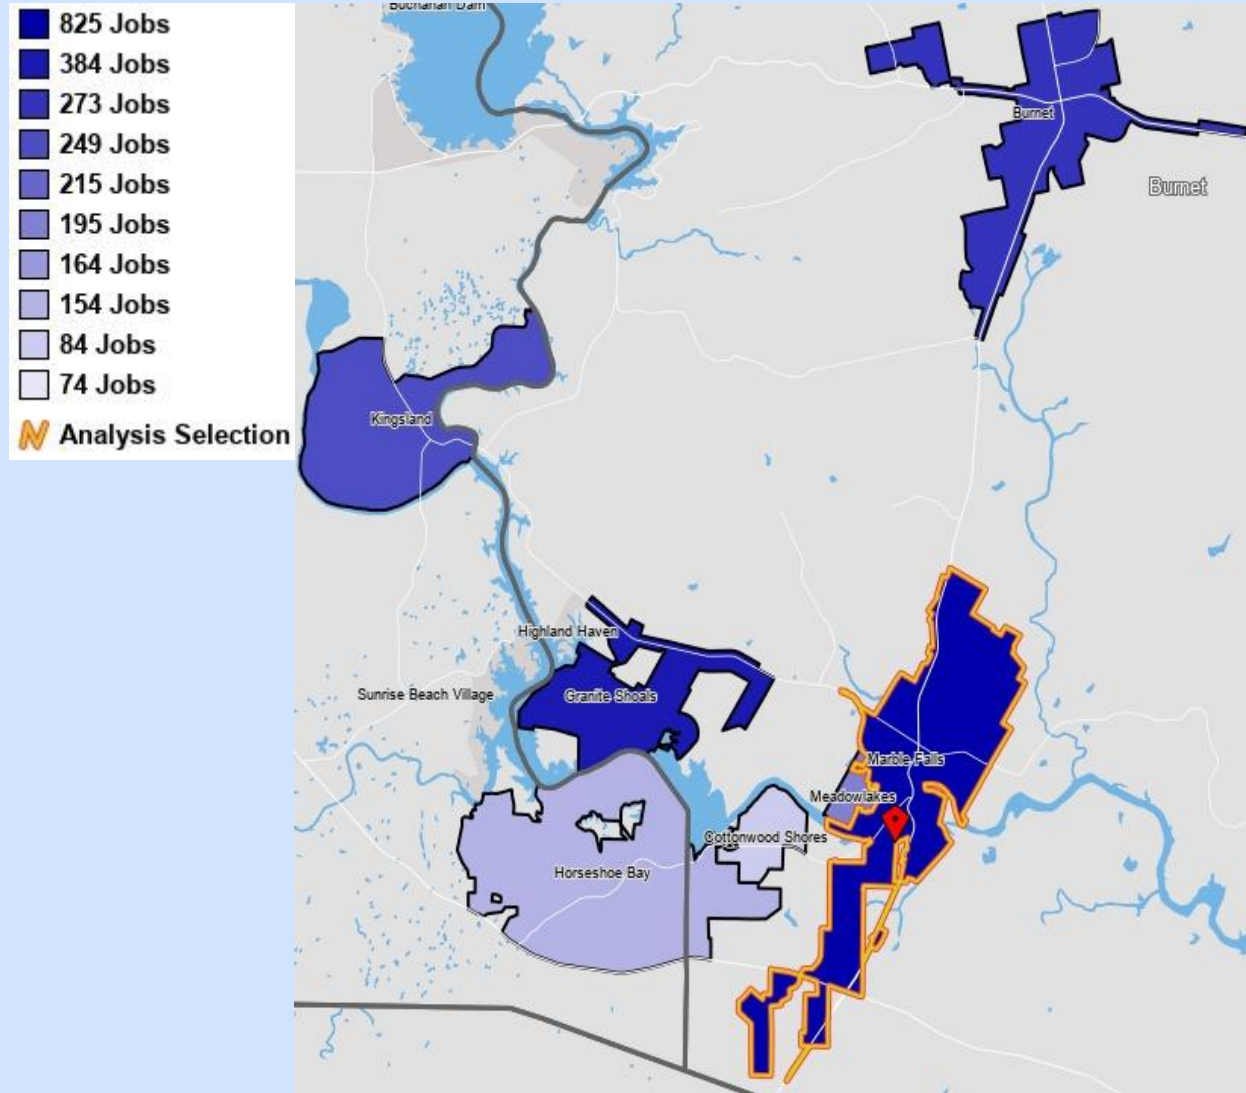 825 Jobs
384 Jobs
273 Jobs
249 Jobs
215 Jobs
195 Jobs
164 Jobs
154 Jobs
84 Jobs
74 Jobs
Analysis Selection
Buchanan Dam
Burnet
Burnet
Kingsland
Highland Haven
Sunrise Beach Village
Granite Shoals
Marble Falls
Meadowlakes
Cottonwood Shores
Horseshoe Bay